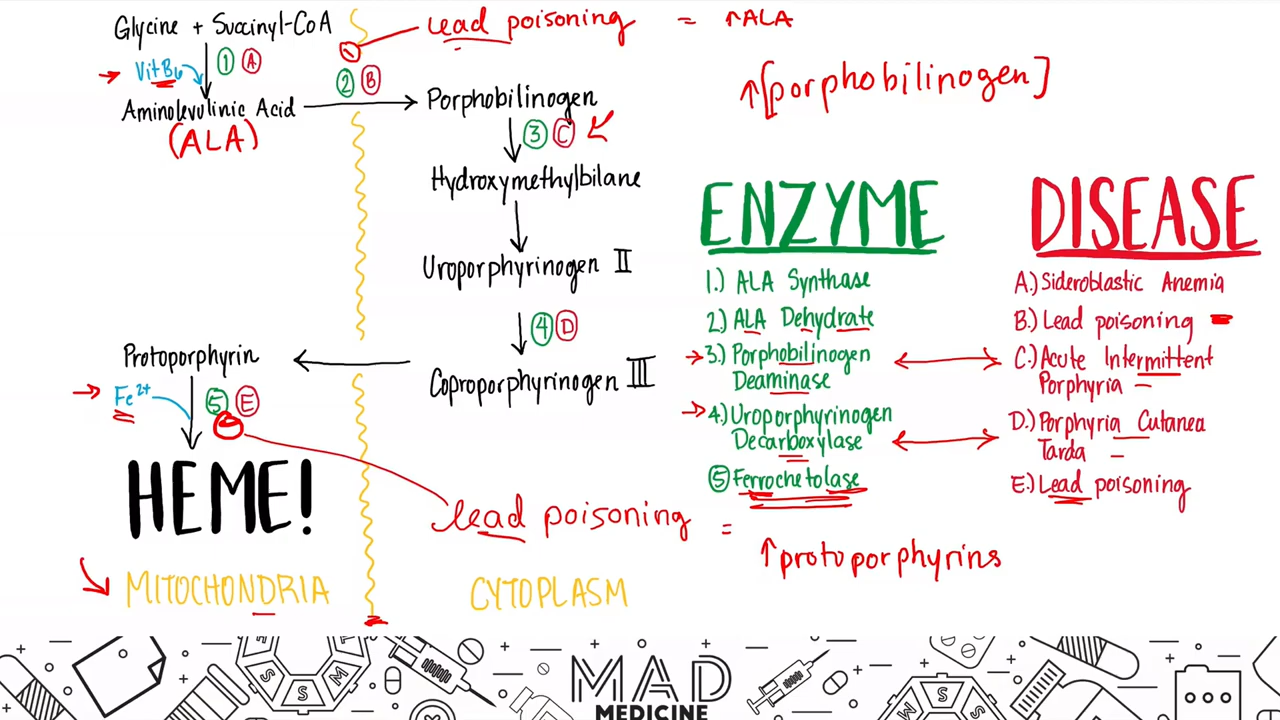 Glycine + Succinyl-CoA
lead poisoning = ↑ALA
① Ⓐ
Vit B6
② Ⓑ
Aminolevulinic Acid
(ALA)
Porphobilinogen
↑[porphobilinogen]
③ Ⓒ
Hydroxymethylbilane
Uroporphyrinogen II
④ Ⓓ
Coproporphyrinogen III
Protoporphyrin
Fe2+
⑤ Ⓔ
HEME!
lead poisoning =
↑protoporphyrins
MITOCHONDRIA
CYTOPLASM
ENZYME
1.) ALA Synthase
2.) ALA Dehydrate
3.) Porphobilinogen
Deaminase
4.) Uroporphyrinogen
Decarboxylase
⑤ Ferrochetolase
DISEASE
A.) Sideroblastic Anemia
B.) Lead poisoning
C.) Acute Intermittent
Porphyria
D.) Porphyria Cutanea
Tarda
E.) Lead poisoning
S M
S
S
MAD
MEDICINE